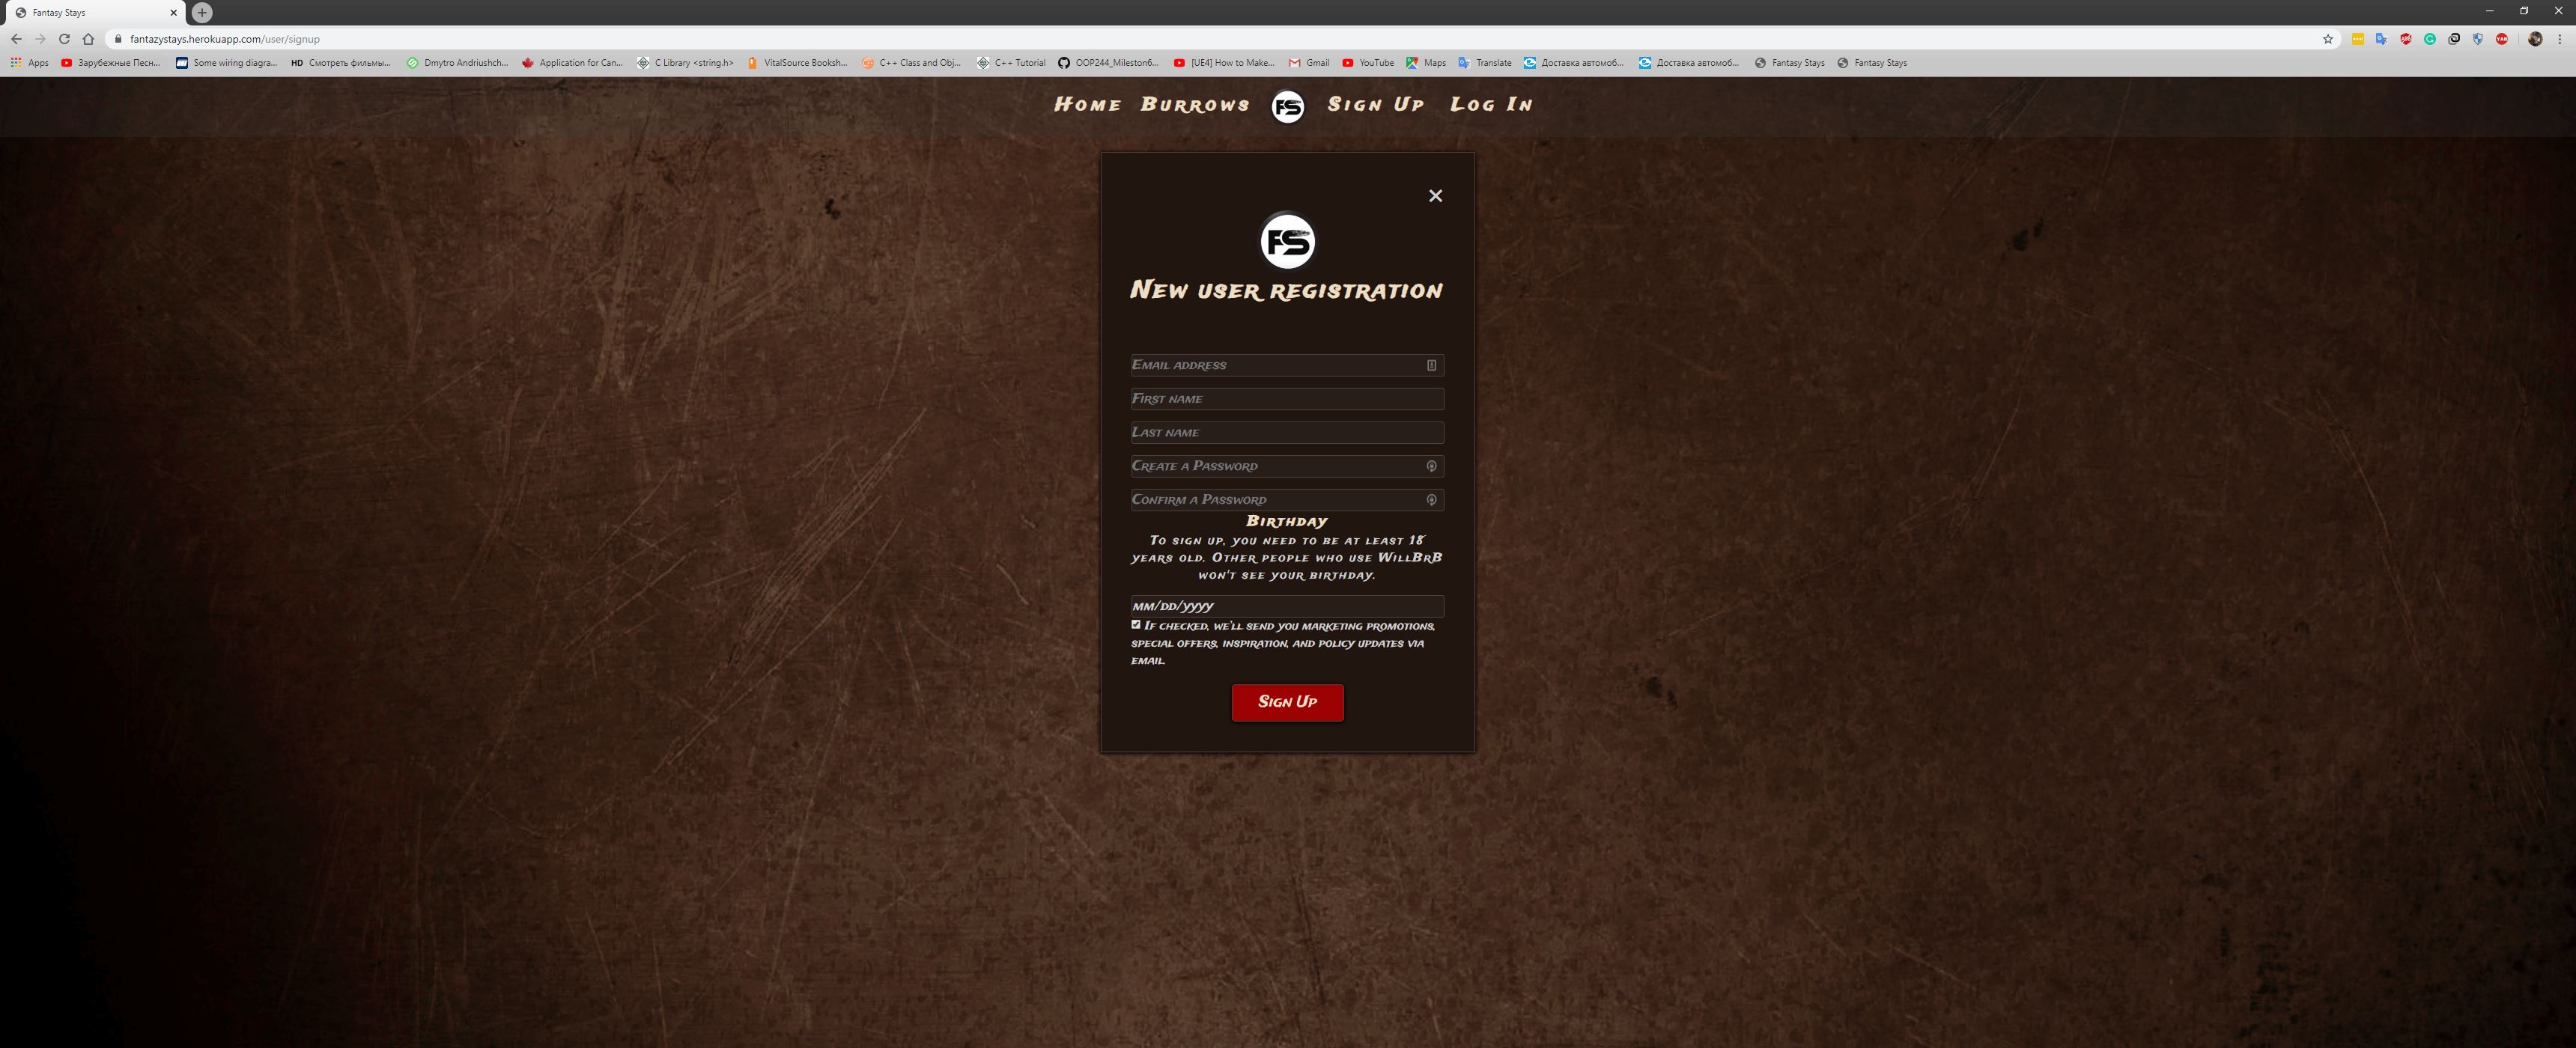 Fantasy Stays
fantazystays.herokuapp.com/user/signup
Apps Зарубежные Песн... Some wiring diagra... HD Смотреть фильмы... Dmytro Andriushch... Application for Can... C Library <string.h> VitalSource Booksh... C++ Class and Obj... C++ Tutorial OOP244_Milestone6... [UE4] How to Make... Gmail YouTube Maps Translate Доставка автомоб... Доставка автомоб... Fantasy Stays Fantasy Stays
Home Burrows FS Sign Up Log In
FS
New user registration
Email address
First name
Last name
Create a Password
Confirm a Password
Birthday
To sign up, you need to be at least 18
years old. Other people who use WillBrB
won't see your birthday.
mm/dd/yyyy
If checked, we'll send you marketing promotions,
special offers, inspiration, and policy updates via
email.
Sign Up